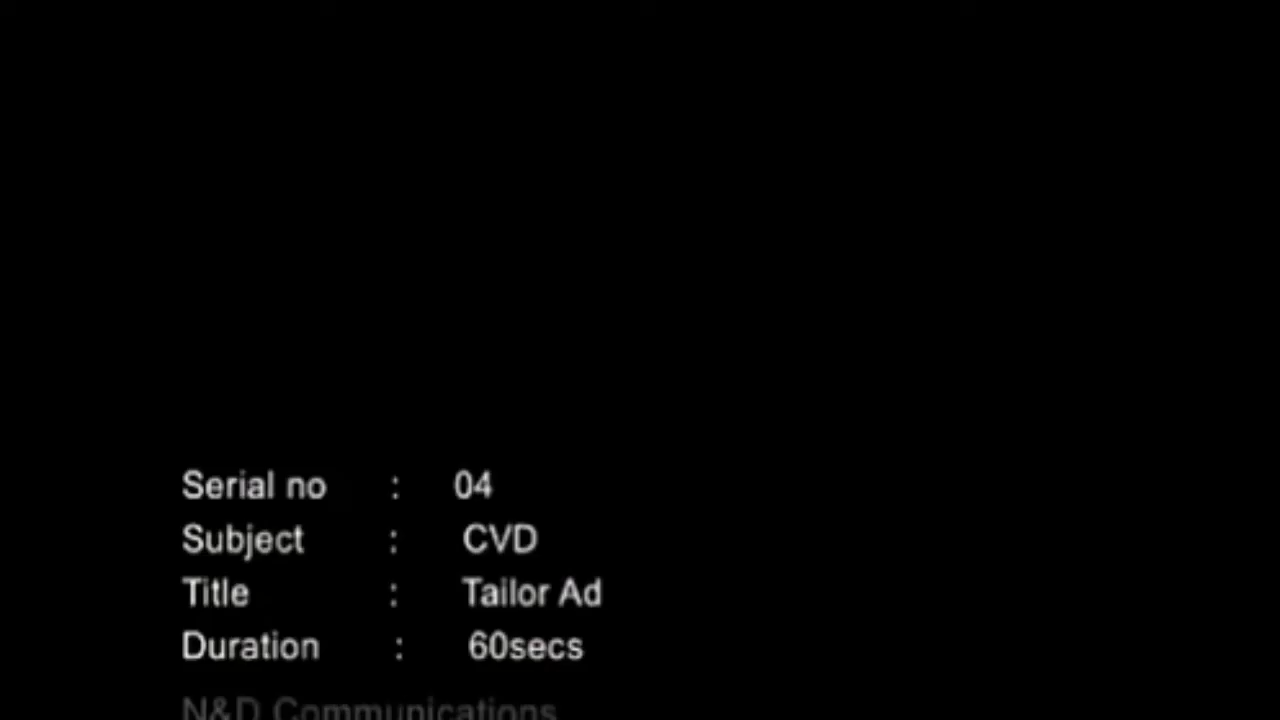 Serial no : 04
Subject : CVD
Title : Tailor Ad
Duration : 60secs
N&D Communications